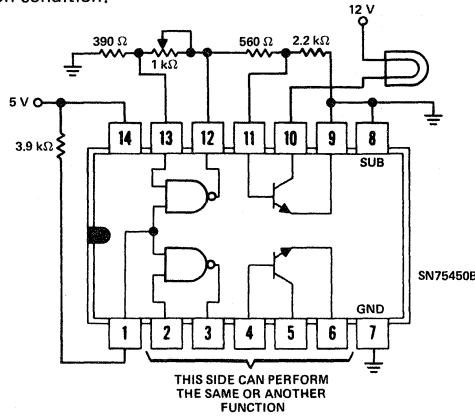 on condition.
12 V
390 Ω
1 kΩ
560 Ω
2.2 kΩ
5 V
3.9 kΩ
14
13
12
11
10
9
8
SUB
SN75450B
GND
1
2
3
4
5
6
7
THIS SIDE CAN PERFORM
THE SAME OR ANOTHER
FUNCTION